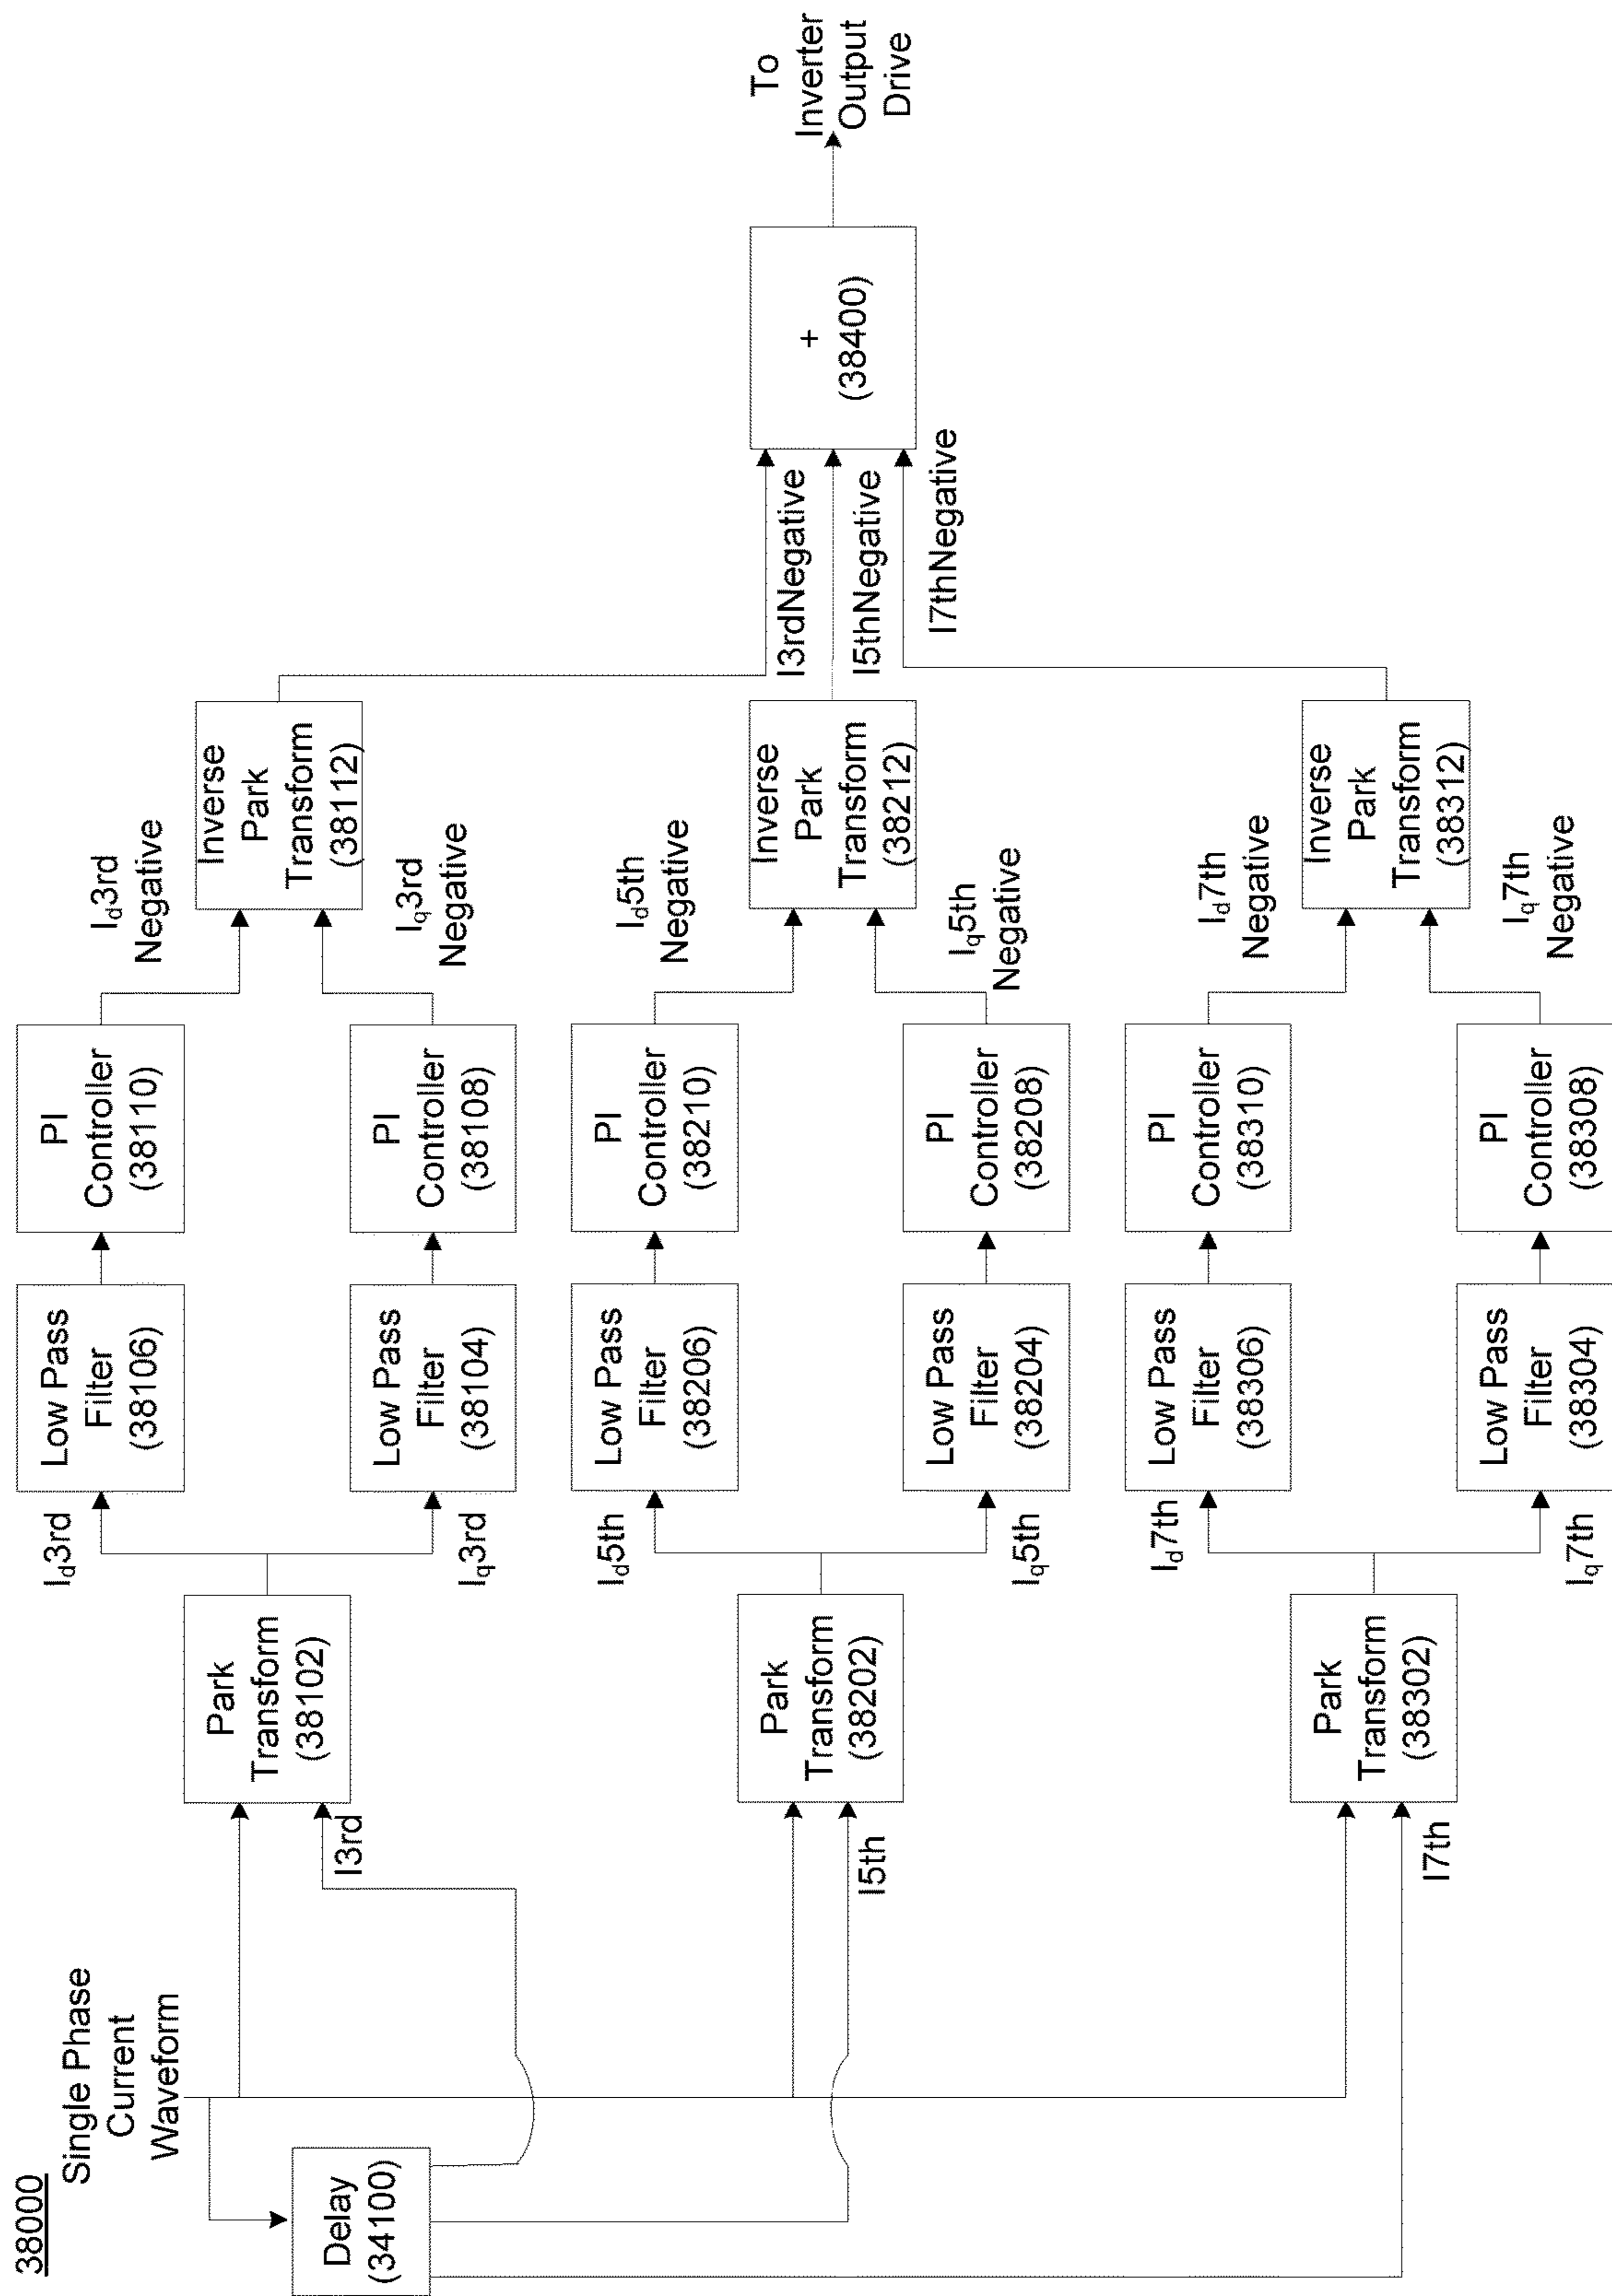 38000
Single Phase
Current
Waveform
Delay
(34100)
I3rd
I5th
I7th
Park
Transform
(38102)
Park
Transform
(38202)
Park
Transform
(38302)
Id3rd
Iq3rd
Id5th
Iq5th
Id7th
Iq7th
Low Pass
Filter
(38106)
Low Pass
Filter
(38104)
Low Pass
Filter
(38206)
Low Pass
Filter
(38204)
Low Pass
Filter
(38306)
Low Pass
Filter
(38304)
PI
Controller
(38110)
PI
Controller
(38108)
PI
Controller
(38210)
PI
Controller
(38208)
PI
Controller
(38310)
PI
Controller
(38308)
Id3rd
Negative
Iq3rd
Negative
Id5th
Negative
Iq5th
Negative
Id7th
Negative
Iq7th
Negative
Inverse
Park
Transform
(38112)
Inverse
Park
Transform
(38212)
Inverse
Park
Transform
(38312)
I3rdNegative
I5thNegative
I7thNegative
+
(38400)
To
Inverter
Output
Drive